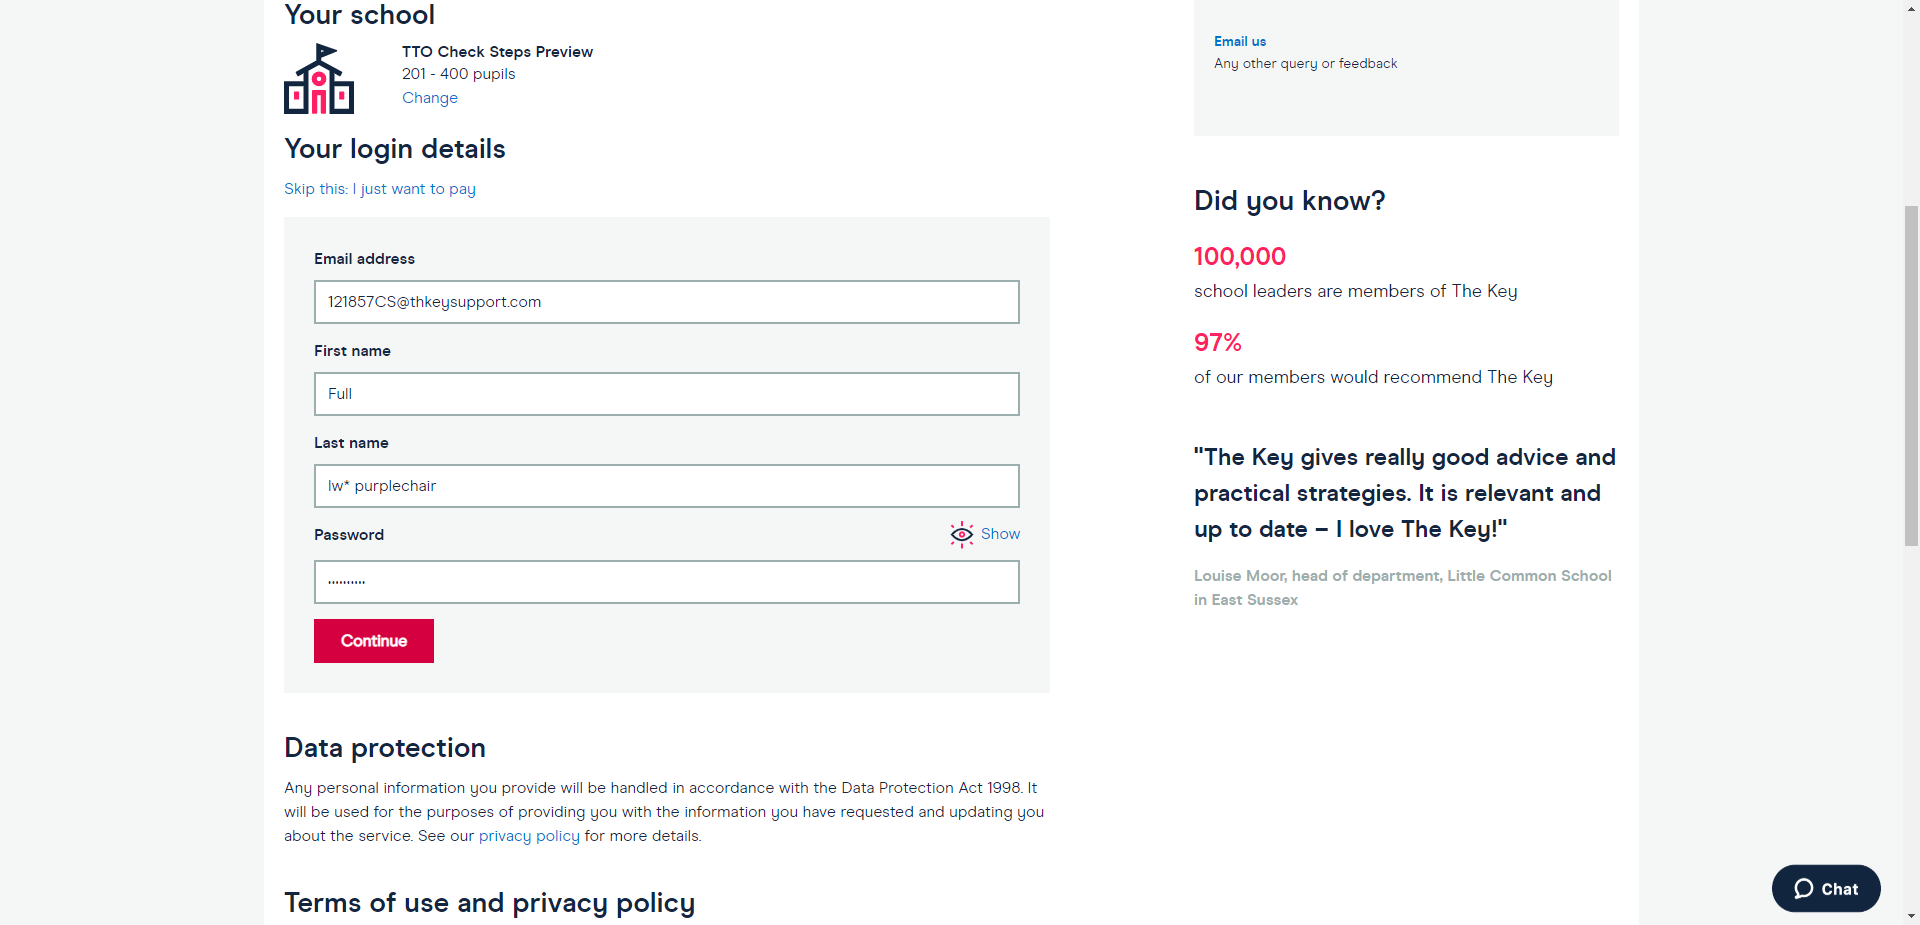 Your school
TTO Check Steps Preview
201 - 400 pupils
Change
Your login details
Skip this: I just want to pay
Email address
121857CS@thkeysupport.com
First name
Full
Last name
lw* purplechair
Password
Show
••••••••••
Continue
Data protection
Any personal information you provide will be handled in accordance with the Data Protection Act 1998. It
will be used for the purposes of providing you with the information you have requested and updating you
about the service. See our privacy policy for more details.
Terms of use and privacy policy
Email us
Any other query or feedback
Did you know?
100,000
school leaders are members of The Key
97%
of our members would recommend The Key
"The Key gives really good advice and
practical strategies. It is relevant and
up to date – I love The Key!"
Louise Moor, head of department, Little Common School
in East Sussex
Chat